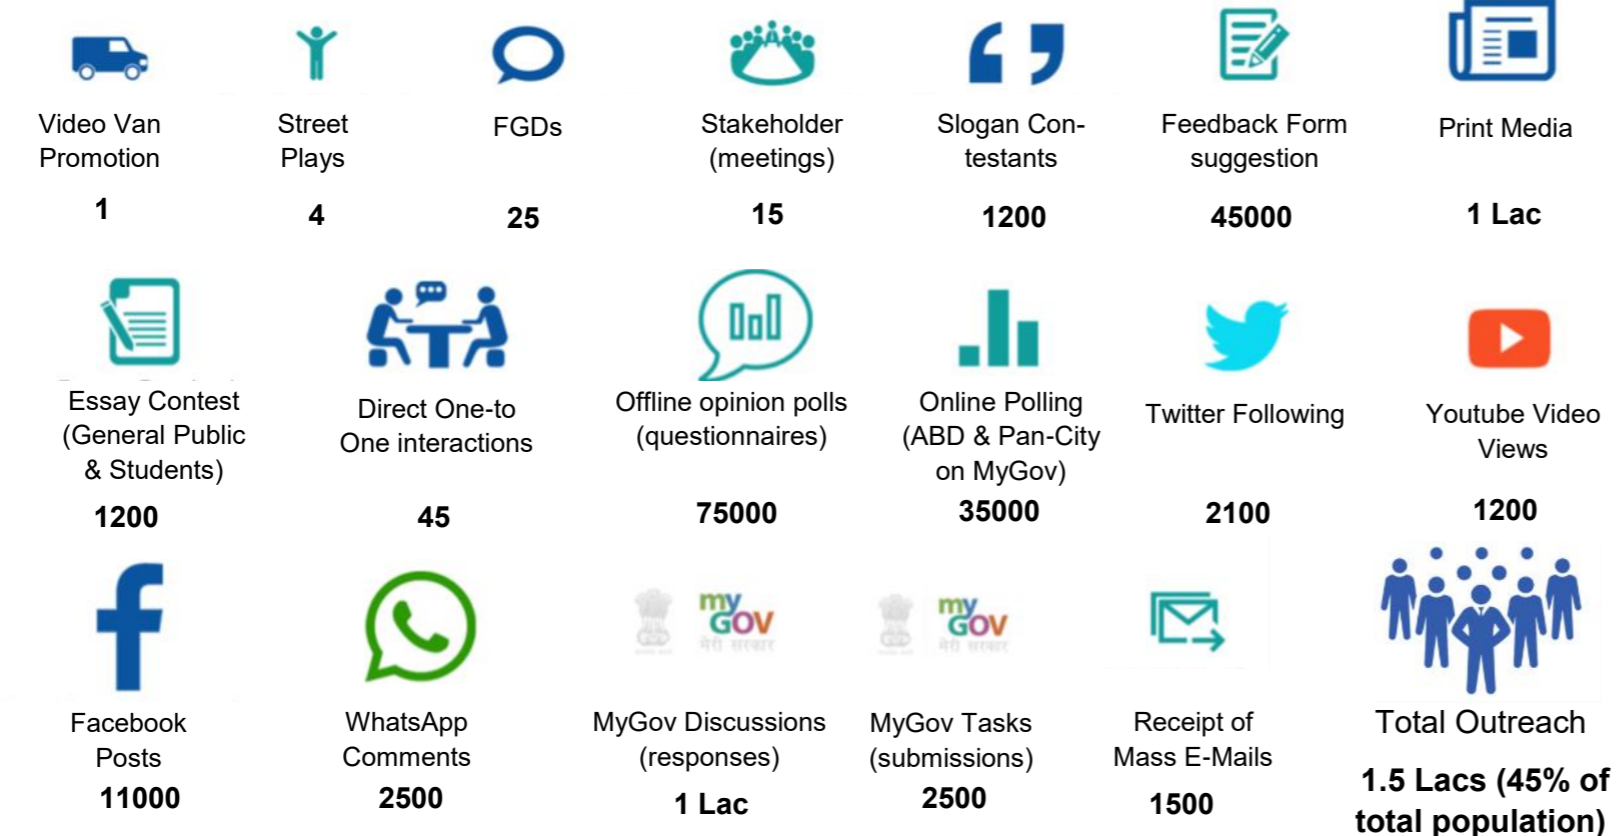 Video Van
Promotion
1
Street
Plays
4
FGDs
25
Stakeholder
(meetings)
15
Slogan Con-
testants
1200
Feedback Form
suggestion
45000
Print Media
1 Lac
Essay Contest
(General Public
& Students)
1200
Direct One-to
One interactions
45
Offline opinion polls
(questionnaires)
75000
Online Polling
(ABD & Pan-City
on MyGov)
35000
Twitter Following
2100
Youtube Video
Views
1200
Facebook
Posts
11000
WhatsApp
Comments
2500
my
GOV
मेरी सरकार
MyGov Discussions
(responses)
1 Lac
my
GOV
मेरी सरकार
MyGov Tasks
(submissions)
2500
Receipt of
Mass E-Mails
1500
Total Outreach
1.5 Lacs (45% of
total population)